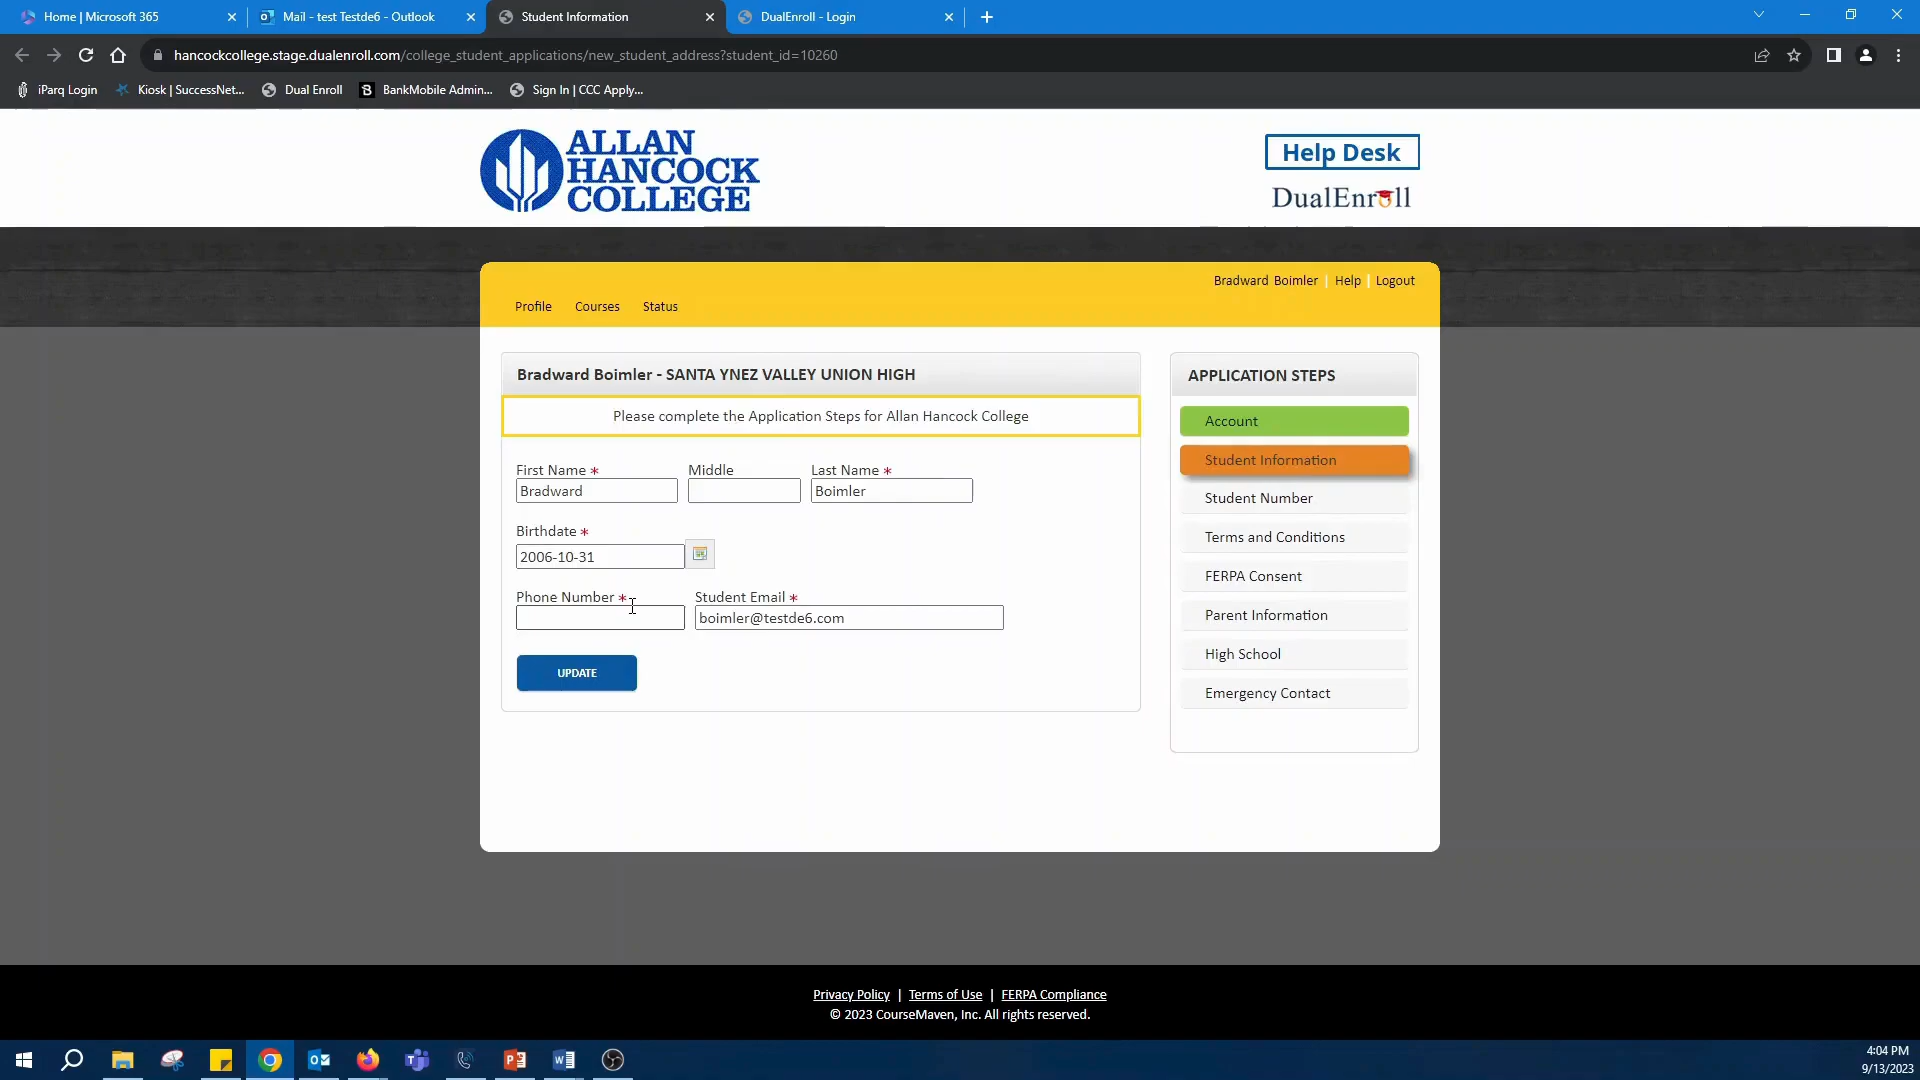 Home | Microsoft 365
Mail - test Testde6 - Outlook
Student Information
DualEnroll - Login
hancockcollege.stage.dualenroll.com/college_student_applications/new_student_address?student_id=10260
iParq Login
Kiosk | SuccessNet...
Dual Enroll
BankMobile Admin...
Sign In | CCC Apply...
ALLAN
HANCOCK
COLLEGE
Help Desk
DualEnroll
Bradward Boimler | Help | Logout
Profile Courses Status
Bradward Boimler - SANTA YNEZ VALLEY UNION HIGH
Please complete the Application Steps for Allan Hancock College
First Name * Middle Last Name *
Bradward Boimler
Birthdate *
2006-10-31
Phone Number * Student Email *
boimler@testde6.com
UPDATE
APPLICATION STEPS
Account
Student Information
Student Number
Terms and Conditions
FERPA Consent
Parent Information
High School
Emergency Contact
Privacy Policy | Terms of Use | FERPA Compliance
© 2023 CourseMaven, Inc. All rights reserved.
4:04 PM
9/13/2023